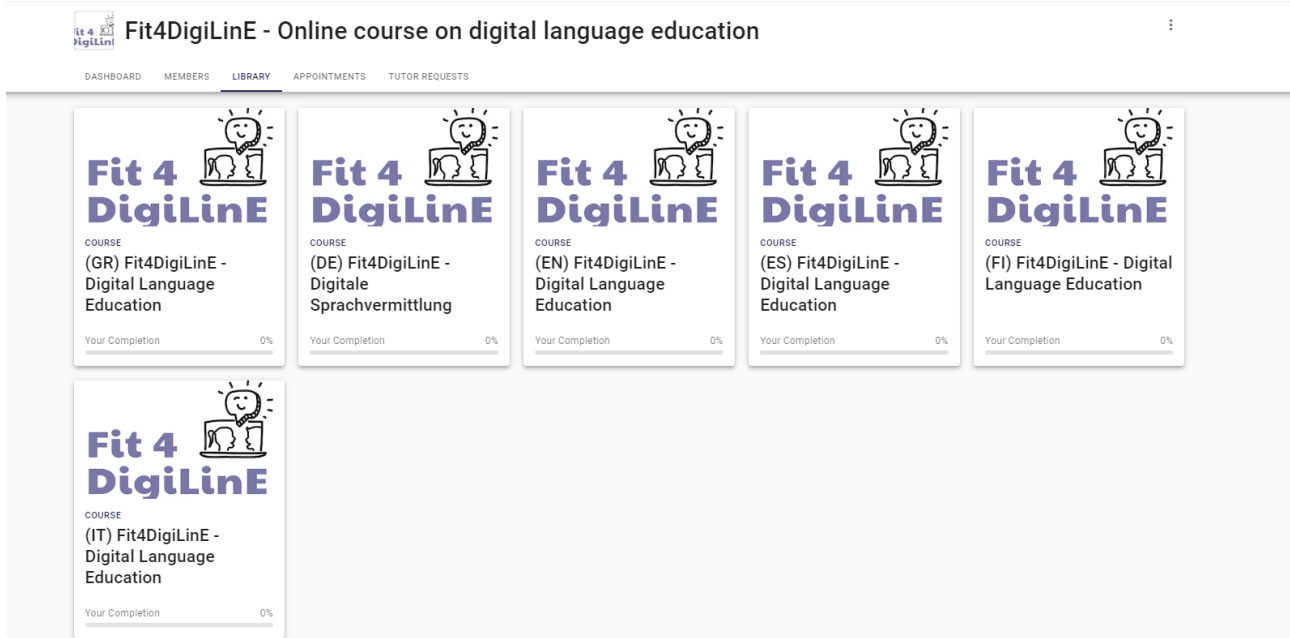 Fit 4
DigiLinE
Fit4DigiLinE - Online course on digital language education
DASHBOARD MEMBERS LIBRARY APPOINTMENTS TUTOR REQUESTS
Fit 4
DigiLinE
COURSE
(GR) Fit4DigiLinE -
Digital Language
Education
Your Completion 0%
Fit 4
DigiLinE
COURSE
(DE) Fit4DigiLinE -
Digitale
Sprachvermittlung
Your Completion 0%
Fit 4
DigiLinE
COURSE
(EN) Fit4DigiLinE -
Digital Language
Education
Your Completion 0%
Fit 4
DigiLinE
COURSE
(ES) Fit4DigiLinE -
Digital Language
Education
Your Completion 0%
Fit 4
DigiLinE
COURSE
(FI) Fit4DigiLinE - Digital
Language Education
Your Completion 0%
Fit 4
DigiLinE
COURSE
(IT) Fit4DigiLinE -
Digital Language
Education
Your Completion 0%